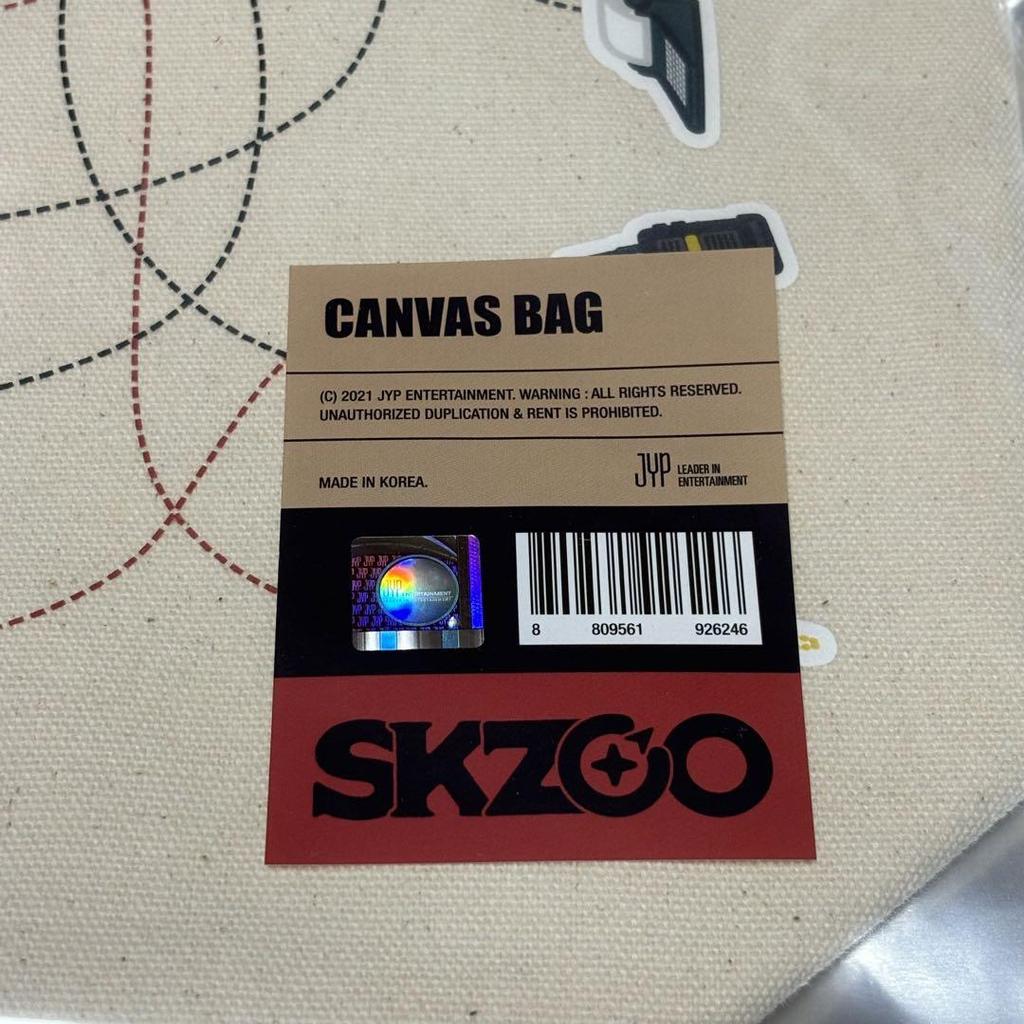 CANVAS BAG
(C) 2021 JYP ENTERTAINMENT. WARNING : ALL RIGHTS RESERVED.
UNAUTHORIZED DUPLICATION & RENT IS PROHIBITED.
MADE IN KOREA.
JYP LEADER IN
ENTERTAINMENT
JYP
8 809561 926246
SKZOO